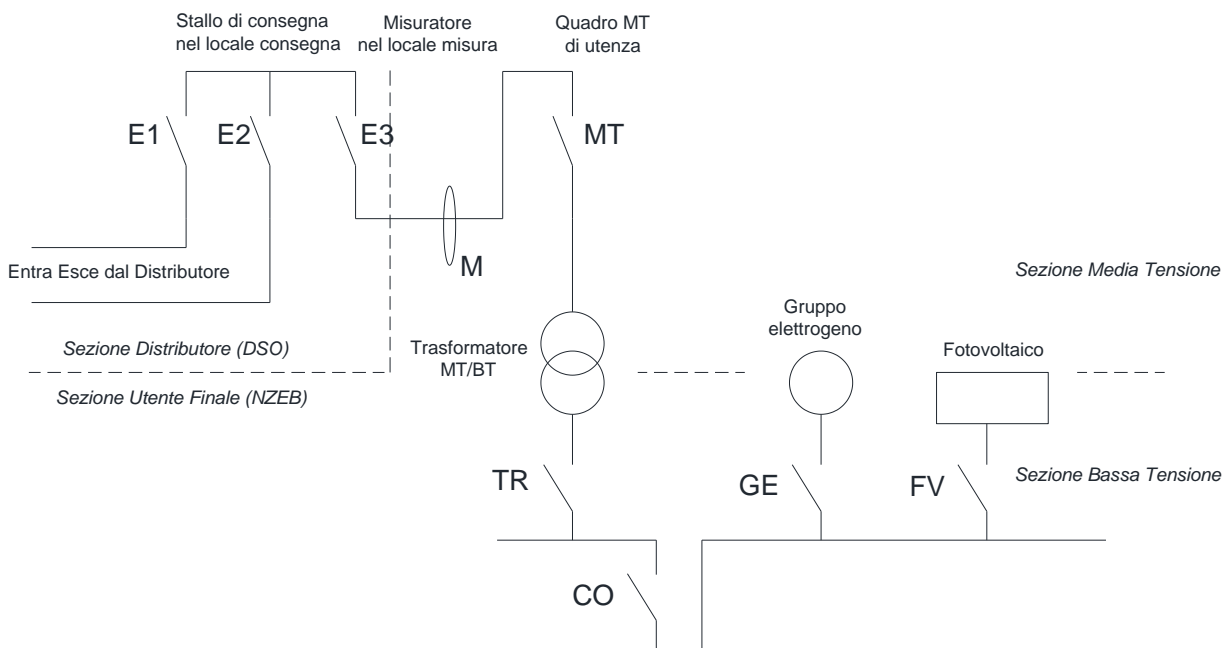 Stallo di consegna
nel locale consegna
Misuratore
nel locale misura
Quadro MT
di utenza
E1
E2
E3
MT
M
Entra Esce dal Distributore
Sezione Media Tensione
Gruppo
elettrogeno
Sezione Distributore (DSO)
Trasformatore
MT/BT
Fotovoltaico
Sezione Utente Finale (NZEB)
TR
GE
FV
Sezione Bassa Tensione
CO